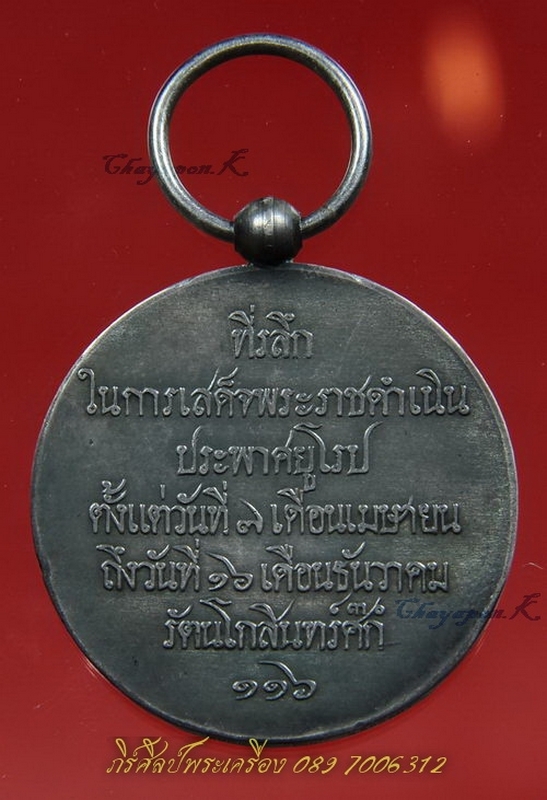 Chayapon.K
ที่รลึก
ในการเสด็จพระราชดำเนิน
ประพาศยูโรป
ตั้งแต่วันที่ ๗ เดือนเมษายน
ถึงวันที่ ๑๖ เดือนธันวาคม
รัตนโกสินทร์ศ๊ก
Chayapon.K
๑๑๖
ภีร์ศิลป์พระเครื่อง 089 7006312